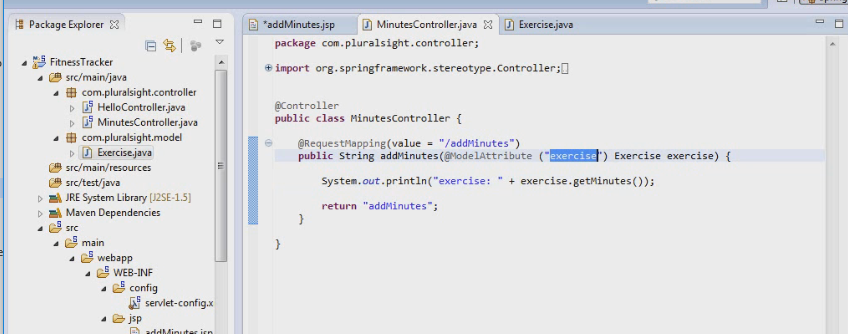 Package Explorer
FitnessTracker
src/main/java
com.pluralsight.controller
HelloController.java
MinutesController.java
com.pluralsight.model
Exercise.java
src/main/resources
src/test/java
JRE System Library [J2SE-1.5]
Maven Dependencies
src
main
webapp
WEB-INF
config
servlet-config.x
jsp
addMinutes.jsp
*addMinutes.jsp MinutesController.java Exercise.java
package com.pluralsight.controller;
import org.springframework.stereotype.Controller;
@Controller
public class MinutesController {
@RequestMapping(value = "/addMinutes")
public String addMinutes(@ModelAttribute ("exercise") Exercise exercise) {
System.out.println("exercise: " + exercise.getMinutes());
return "addMinutes";
}
}